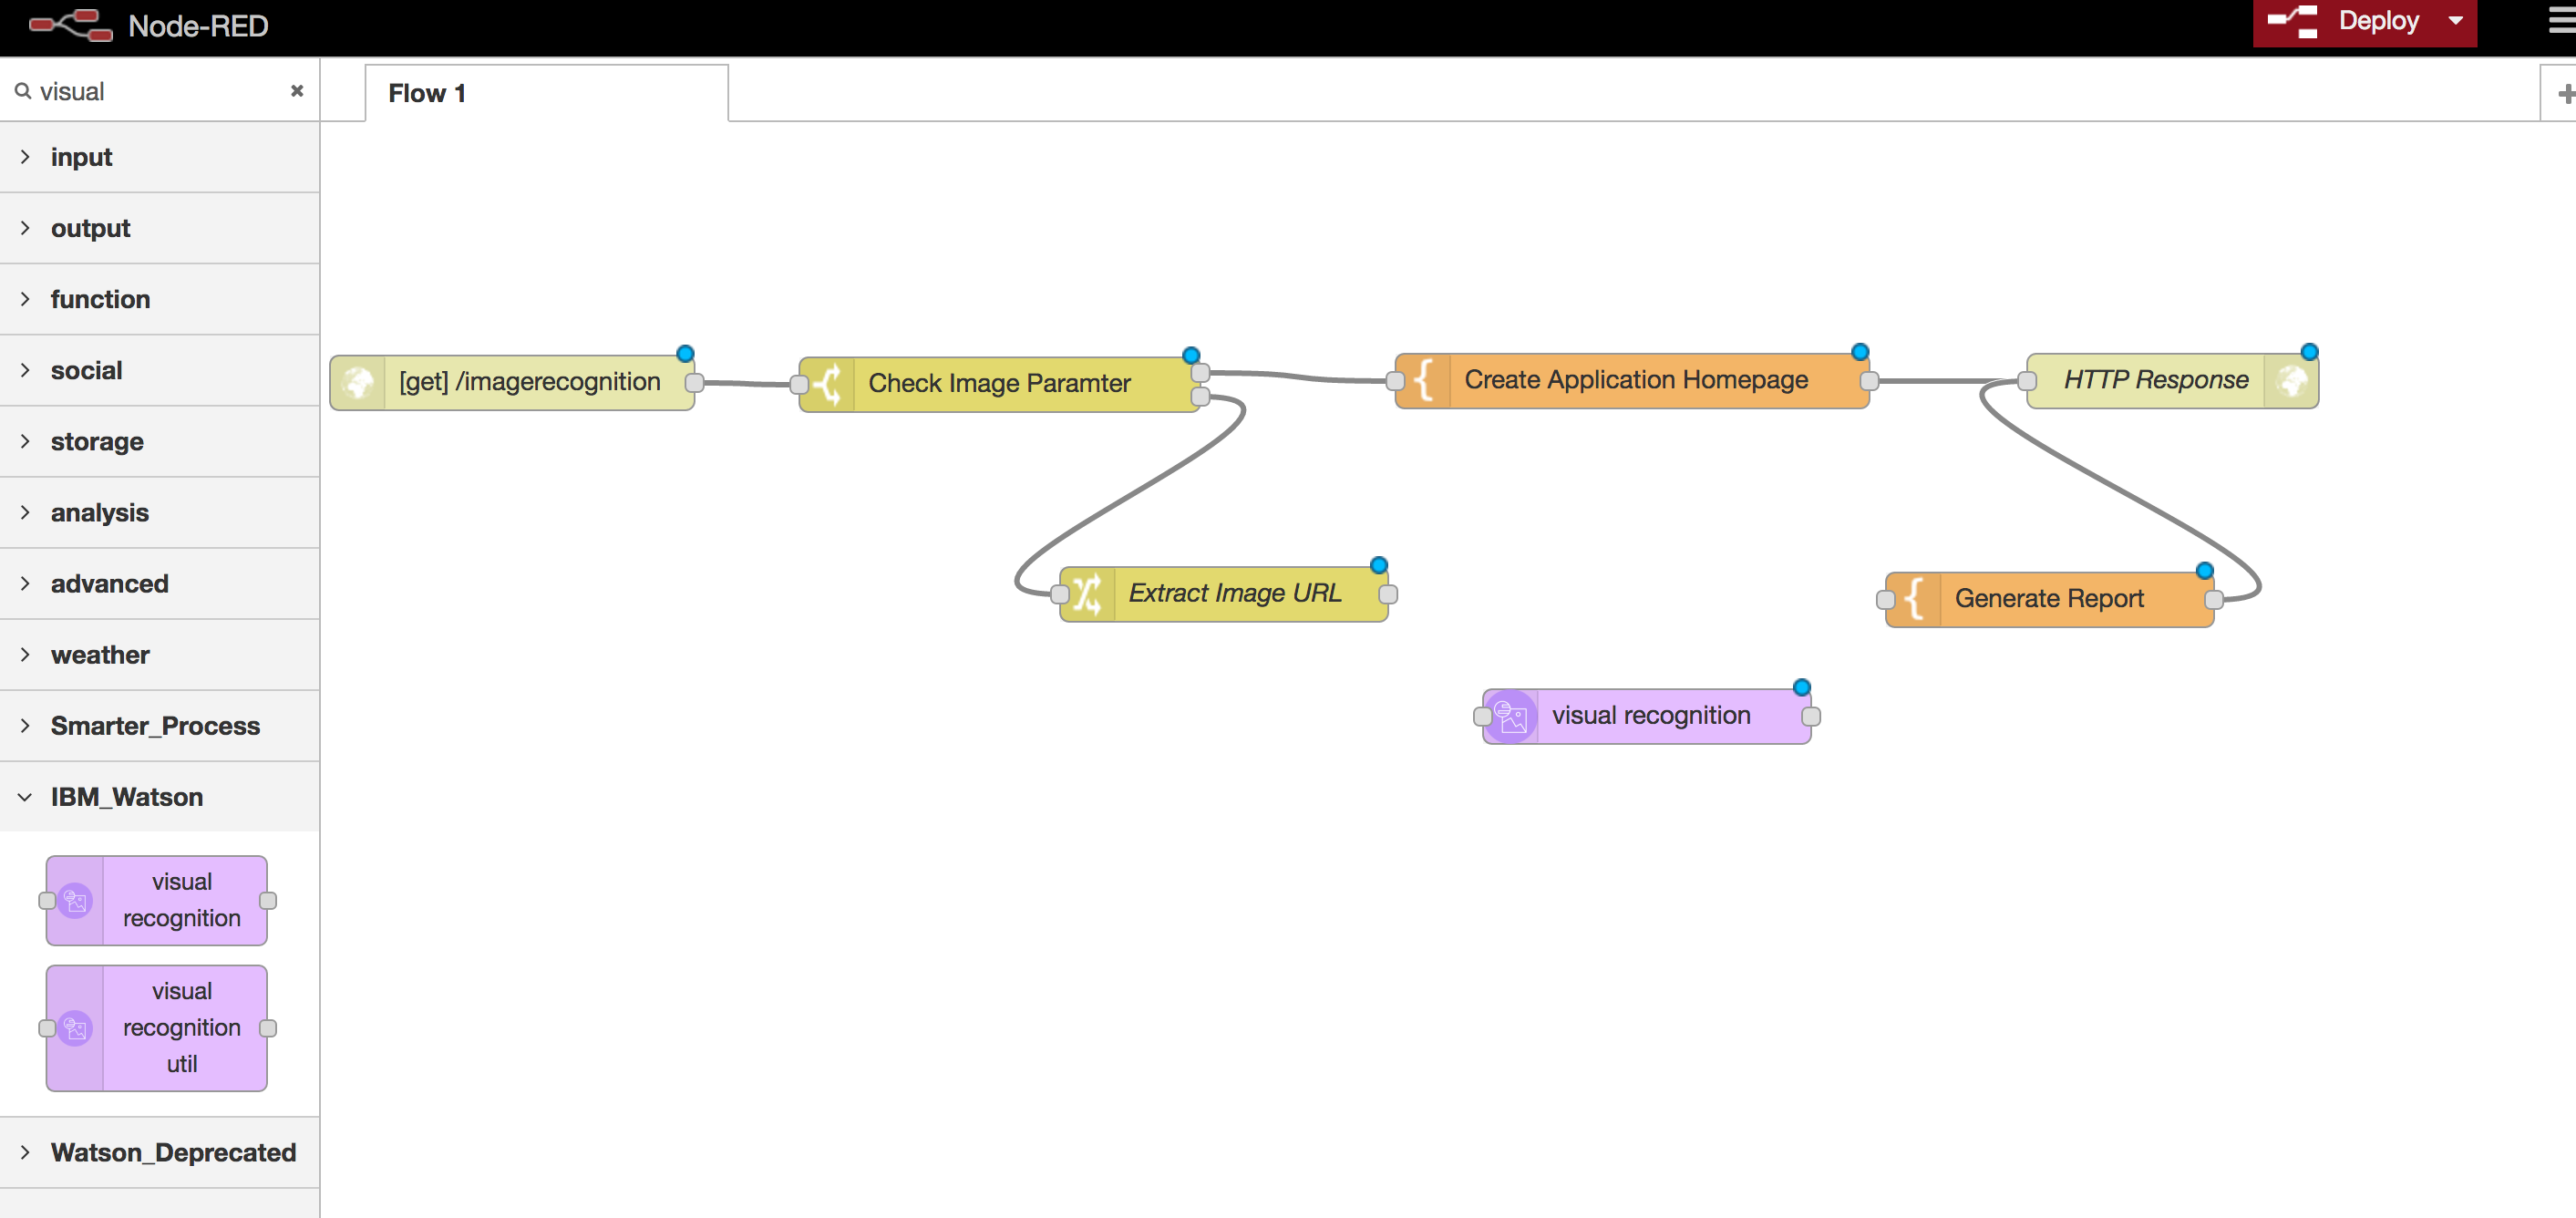 Node-RED
Deploy
visual
Flow 1
input
output
function
social
storage
analysis
advanced
weather
Smarter_Process
IBM_Watson
visual
recognition
visual
recognition
util
Watson_Deprecated
[get] /imagerecognition
Check Image Paramter
Create Application Homepage
HTTP Response
Extract Image URL
Generate Report
visual recognition